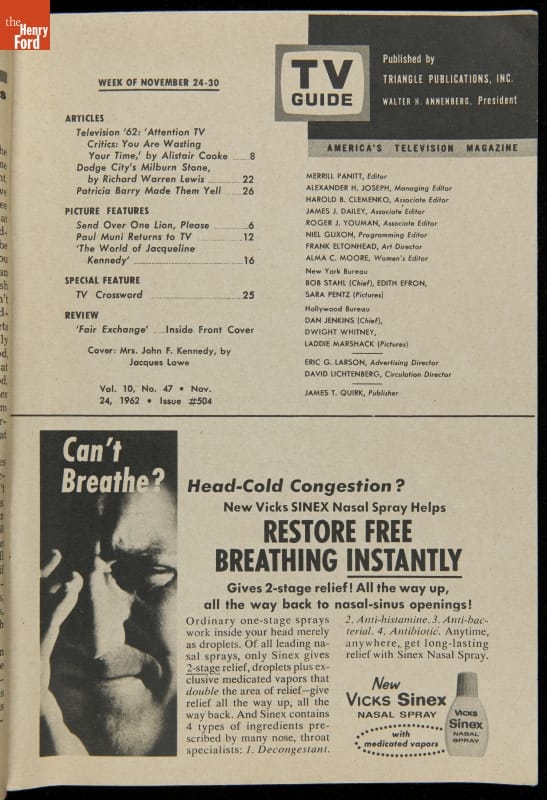 the
Henry
Ford
WEEK OF NOVEMBER 24-30
ARTICLES
Television '62: 'Attention TV
Critics: You Are Wasting
Your Time,' by Alistair Cooke ......8
Dodge City's Milburn Stone,
by Richard Warren Lewis ........22
Patricia Barry Made Them Yell ....26
PICTURE FEATURES
Send Over One Lion, Please ..........6
Paul Muni Returns to TV ..............12
'The World of Jacqueline
Kennedy' ..............................16
SPECIAL FEATURE
TV Crossword ..............................25
REVIEW
'Fair Exchange' ....Inside Front Cover
Cover: Mrs. John F. Kennedy, by
Jacques Lowe
Vol. 10, No. 47 • Nov.
24, 1962 • Issue #504
TV
GUIDE
Published by
TRIANGLE PUBLICATIONS, INC.
WALTER H. ANNENBERG, President
AMERICA'S TELEVISION MAGAZINE
MERRILL PANITT, Editor
ALEXANDER H. JOSEPH, Managing Editor
HAROLD B. CLEMENKO, Associate Editor
JAMES J. DAILEY, Associate Editor
ROGER J. YOUMAN, Associate Editor
NIEL GLIXON, Programming Editor
FRANK ELTONHEAD, Art Director
ALMA C. MOORE, Women's Editor
New York Bureau
BOB STAHL (Chief), EDITH EFRON,
SARA PENTZ (Pictures)
Hollywood Bureau
DAN JENKINS (Chief),
DWIGHT WHITNEY,
LADDIE MARSHACK (Pictures)
ERIC G. LARSON, Advertising Director
DAVID LICHTENBERG, Circulation Director
JAMES T. QUIRK, Publisher
Can't
Breathe?
Head-Cold Congestion?
New Vicks SINEX Nasal Spray Helps
RESTORE FREE
BREATHING INSTANTLY
Gives 2-stage relief! All the way up,
all the way back to nasal-sinus openings!
Ordinary one-stage sprays
work inside your head merely
as droplets. Of all leading na-
sal sprays, only Sinex gives
2-stage relief, droplets plus ex-
clusive medicated vapors that
double the area of relief—give
relief all the way up, all the
way back. And Sinex contains
4 types of ingredients pre-
scribed by many nose, throat
specialists: 1. Decongestant.
2. Anti-histamine. 3. Anti-bac-
terial. 4. Antibiotic. Anytime,
anywhere, get long-lasting
relief with Sinex Nasal Spray.
New
VICKS Sinex
NASAL SPRAY
with
medicated vapors
VICKS
Sinex
NASAL
SPRAY